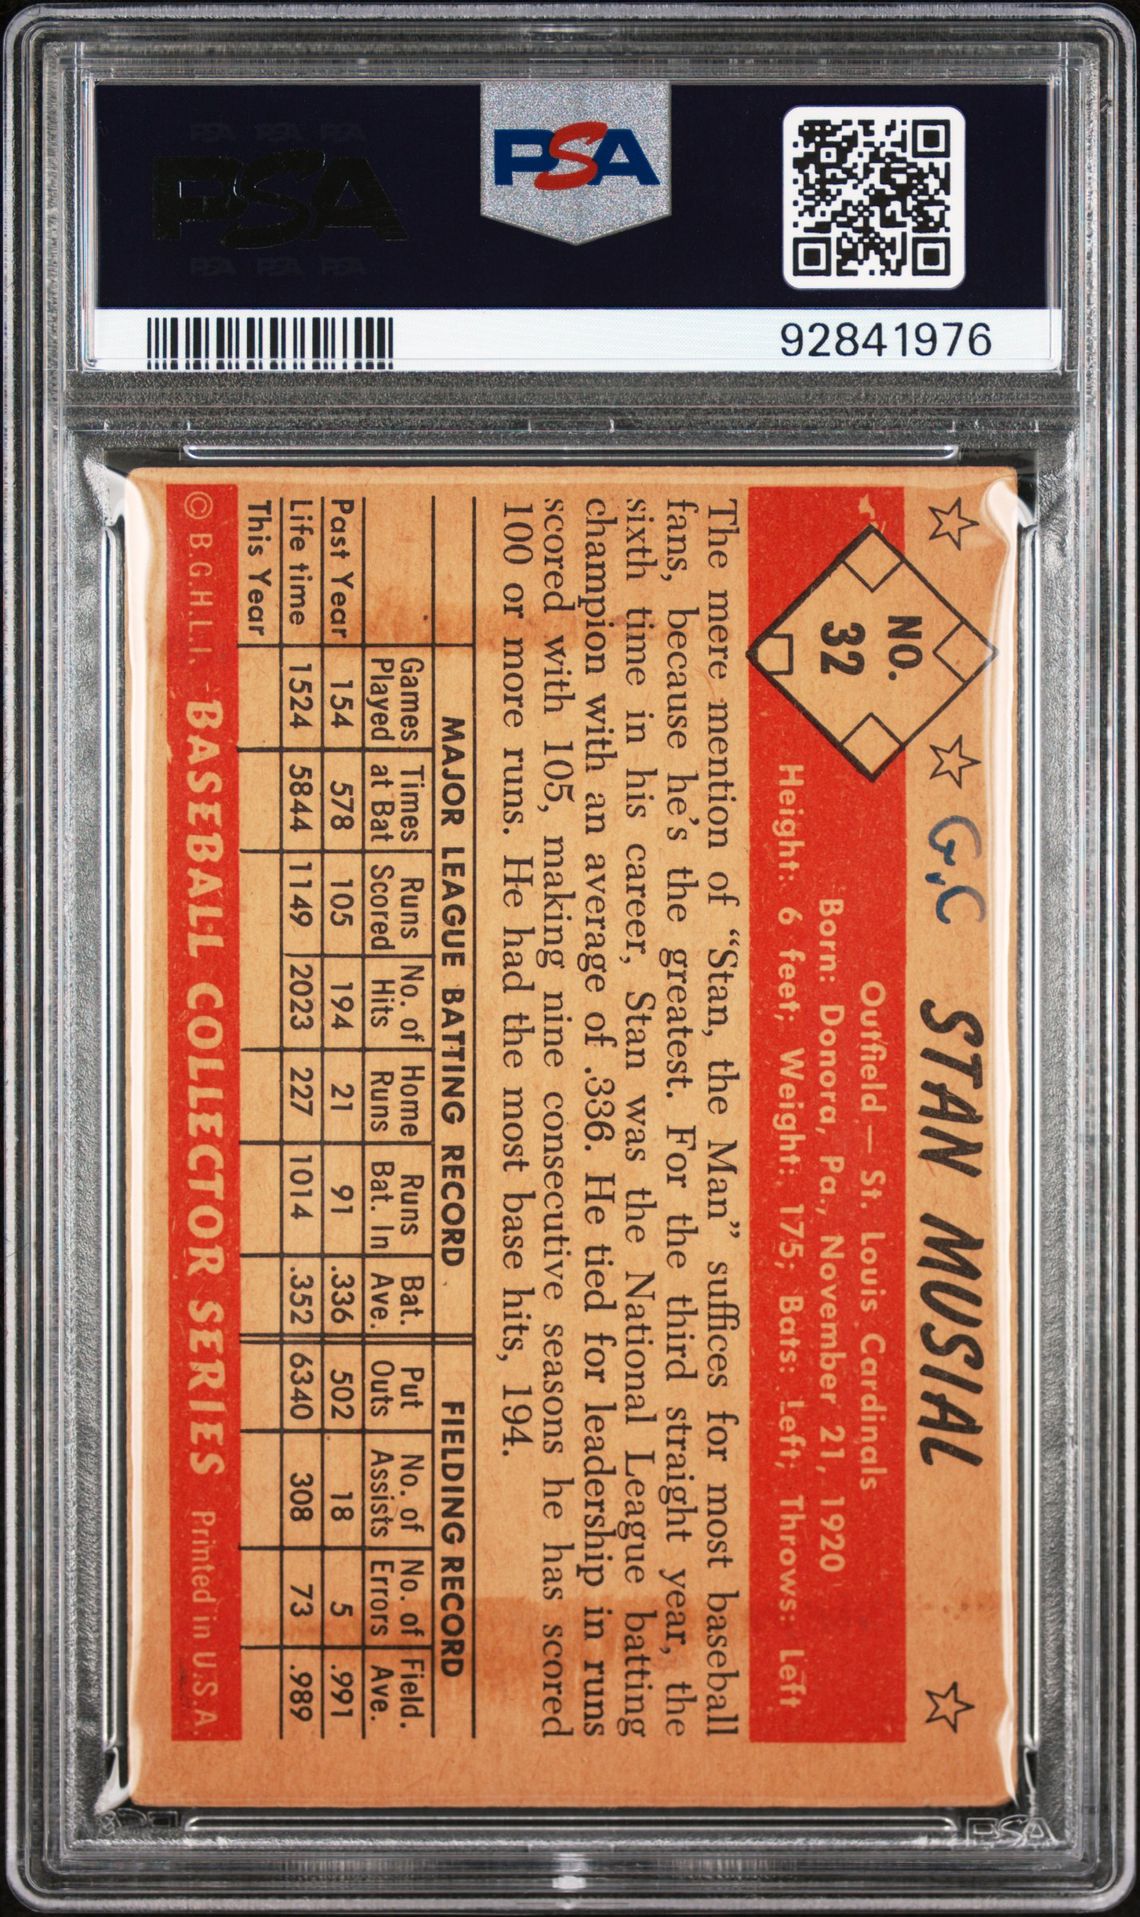 PSA PSA PSA
PSA
PSA PSA PSA
PSA
92841976
G.C STAN MUSIAL
NO.
32
Outfield — St. Louis Cardinals
Born: Donora, Pa., November 21, 1920
Height: 6 feet; Weight: 175; Bats: Left; Throws: Left
The mere mention of “Stan, the Man” suffices for most baseball
fans, because he’s the greatest. For the third straight year, the
sixth time in his career, Stan was the National League batting
champion with an average of .336. He tied for leadership in runs
scored with 105, making nine consecutive seasons he has scored
100 or more runs. He had the most base hits, 194.
MAJOR LEAGUE BATTING RECORD FIELDING RECORD
Games Times Runs No. of Home Runs Bat. Put No. of No. of Field.
Played at Bat Scored Hits Runs Bat. In Ave. Outs Assists Errors Ave.
Past Year 154 578 105 194 21 91 .336 502 18 5 .991
Life time 1524 5844 1149 2023 227 1014 .352 6340 308 73 .989
This Year
© B.G.H.L.I. BASEBALL COLLECTOR SERIES Printed in U.S.A.
PSA
PSA